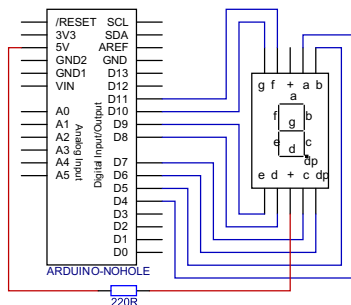 /RESET SCL
3V3 SDA
5V AREF
GND2 GND
GND1 D13
VIN D12
D11
A0 D10
A1 D9
A2 D8
A3
A4 D7
A5 D6
D5
D4
D3
D2
D1
D0
Analog Input
Digital Input/Output
ARDUINO-NOHOLE
220R
g f + a b
a
f b
g
e c
d dp
e d + c dp